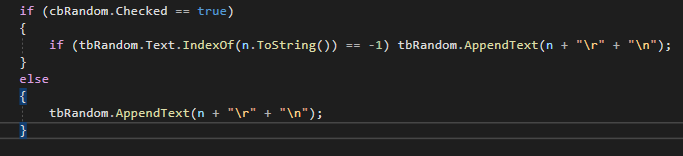 if (cbRandom.Checked == true)
{
if (tbRandom.Text.IndexOf(n.ToString()) == -1) tbRandom.AppendText(n + "\r" + "\n");
}
else
{
tbRandom.AppendText(n + "\r" + "\n");
}